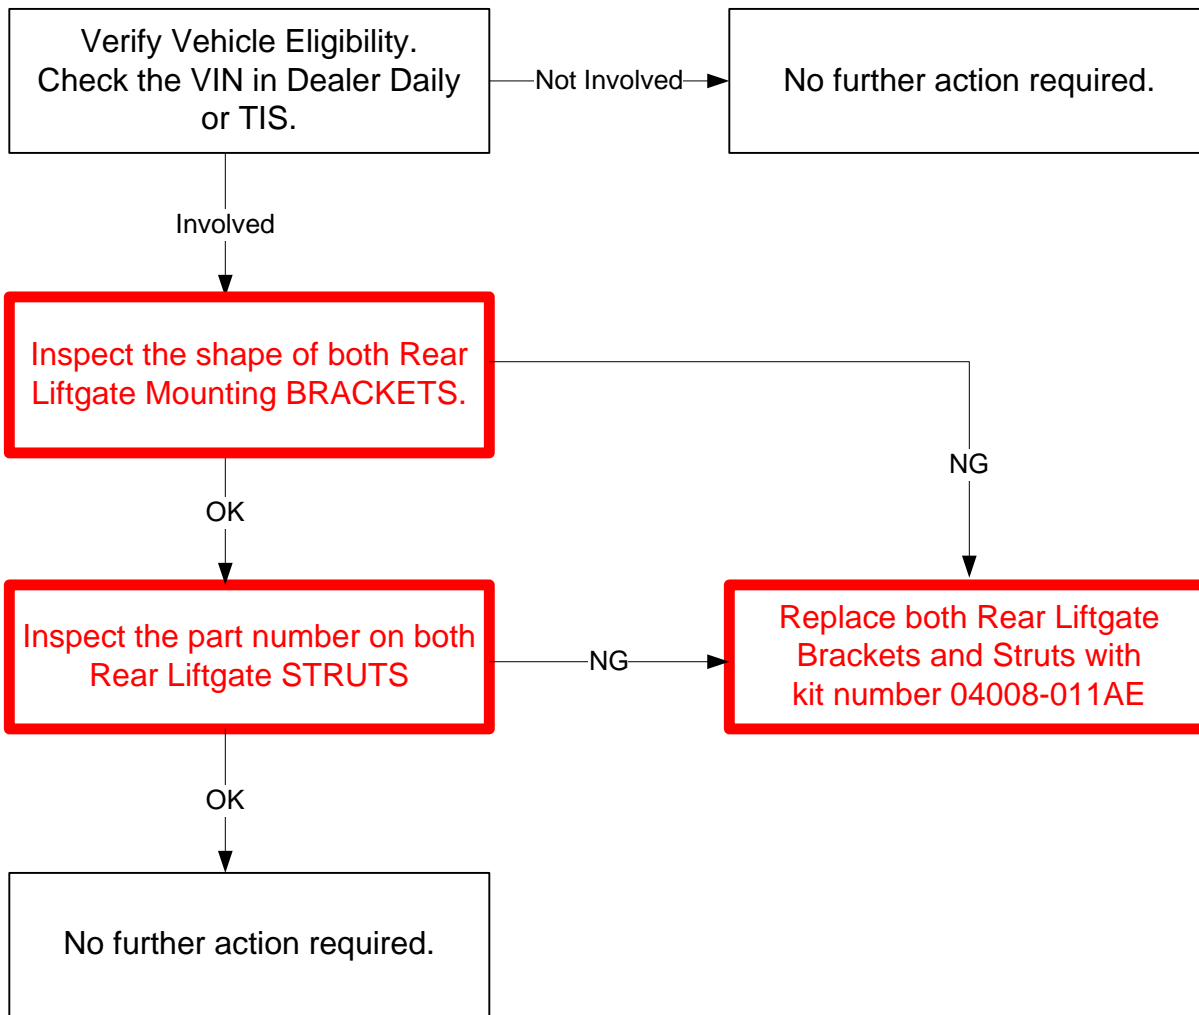 Verify Vehicle Eligibility.
Check the VIN in Dealer Daily
or TIS.
Not Involved
No further action required.
Involved
Inspect the shape of both Rear
Liftgate Mounting BRACKETS.
NG
OK
Inspect the part number on both
Rear Liftgate STRUTS
NG
Replace both Rear Liftgate
Brackets and Struts with
kit number 04008-011AE
OK
No further action required.